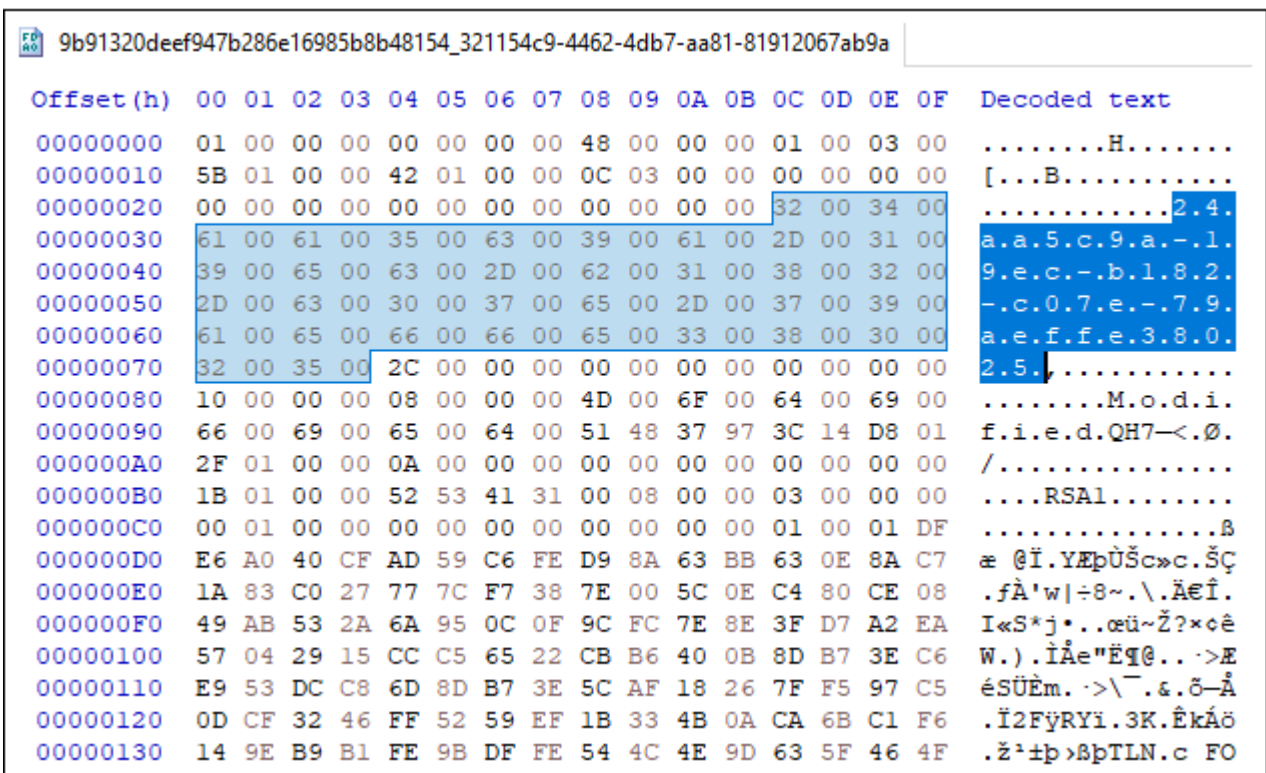 9b91320deef947b286e16985b8b48154_321154c9-4462-4db7-aa81-81912067ab9a
Offset(h) 00 01 02 03 04 05 06 07 08 09 0A 0B 0C 0D 0E 0F Decoded text
00000000 01 00 00 00 00 00 00 00 48 00 00 00 01 00 03 00 ........H.......
00000010 5B 01 00 00 42 01 00 00 0C 03 00 00 00 00 00 00 [...B...........
00000020 00 00 00 00 00 00 00 00 00 00 00 00 32 00 34 00 ............2.4.
00000030 61 00 61 00 35 00 63 00 39 00 61 00 2D 00 31 00 a.a.5.c.9.a.-.1.
00000040 39 00 65 00 63 00 2D 00 62 00 31 00 38 00 32 00 9.e.c.-.b.1.8.2.
00000050 2D 00 63 00 30 00 37 00 65 00 2D 00 37 00 39 00 -.c.0.7.e.-.7.9.
00000060 61 00 65 00 66 00 66 00 65 00 33 00 38 00 30 00 a.e.f.f.e.3.8.0.
00000070 32 00 35 00 2C 00 00 00 00 00 00 00 00 00 00 00 2.5.,...........
00000080 10 00 00 00 08 00 00 00 4D 00 6F 00 64 00 69 00 ........M.o.d.i.
00000090 66 00 69 00 65 00 64 00 51 48 37 97 3C 14 D8 01 f.i.e.d.QH7—<.Ø.
000000A0 2F 01 00 00 0A 00 00 00 00 00 00 00 00 00 00 00 /...............
000000B0 1B 01 00 00 52 53 41 31 00 08 00 00 03 00 00 00 ....RSA1........
000000C0 00 01 00 00 00 00 00 00 00 00 00 00 01 00 01 DF ...............ß
000000D0 E6 A0 40 CF AD 59 C6 FE D9 8A 63 BB 63 0E 8A C7 æ @Ï.YÆþÙŠc»c.ŠÇ
000000E0 1A 83 C0 27 77 7C F7 38 7E 00 5C 0E C4 80 CE 08 .ƒÀ'w|÷8~.\.Ä€Î.
000000F0 49 AB 53 2A 6A 95 0C 0F 9C FC 7E 8E 3F D7 A2 EA I«S*j•..œü~Ž?×¢ê
00000100 57 04 29 15 CC C5 65 22 CB B6 40 0B 8D B7 3E C6 W.).ÌÅe"Ë¶@..·>Æ
00000110 E9 53 DC C8 6D 8D B7 3E 5C AF 18 26 7F F5 97 C5 éSÜÈm.·>\¯.&.õ—Å
00000120 0D CF 32 46 FF 52 59 EF 1B 33 4B 0A CA 6B C1 F6 .Ï2FÿRYï.3K.ÊkÁö
00000130 14 9E B9 B1 FE 9B DF FE 54 4C 4E 9D 63 5F 46 4F .ž¹±þ›ßþTLN.c_FO